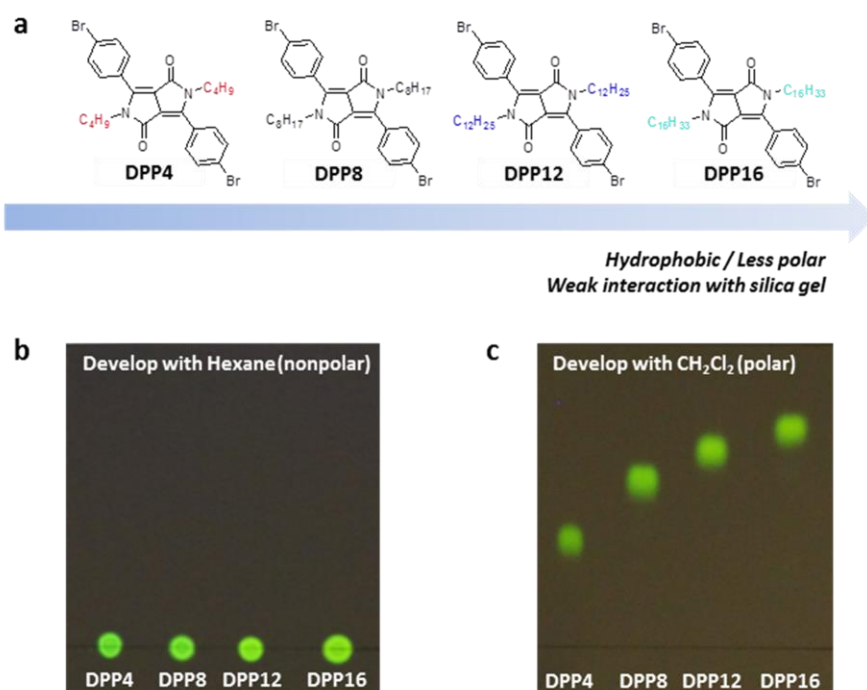 a
Br
O
N
C₄H₉
C₄H₉
N
O
Br
DPP4
Br
O
N
C₈H₁₇
C₈H₁₇
N
O
Br
DPP8
Br
O
N
C₁₂H₂₅
C₁₂H₂₅
N
O
Br
DPP12
Br
O
N
C₁₆H₃₃
C₁₆H₃₃
N
O
Br
DPP16
Hydrophobic / Less polar
Weak interaction with silica gel
b
Develop with Hexane (nonpolar)
DPP4 DPP8 DPP12 DPP16
c
Develop with CH₂Cl₂ (polar)
DPP4 DPP8 DPP12 DPP16